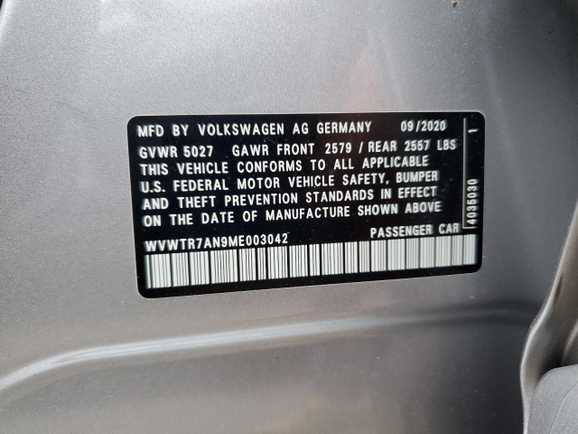 MFD BY VOLKSWAGEN AG GERMANY 09/2020
GVWR 5027 GAWR FRONT 2579 / REAR 2557 LBS
THIS VEHICLE CONFORMS TO ALL APPLICABLE
U.S. FEDERAL MOTOR VEHICLE SAFETY, BUMPER
AND THEFT PREVENTION STANDARDS IN EFFECT
ON THE DATE OF MANUFACTURE SHOWN ABOVE
WVWTR7AN9ME003042 PASSENGER CAR
4035030 1